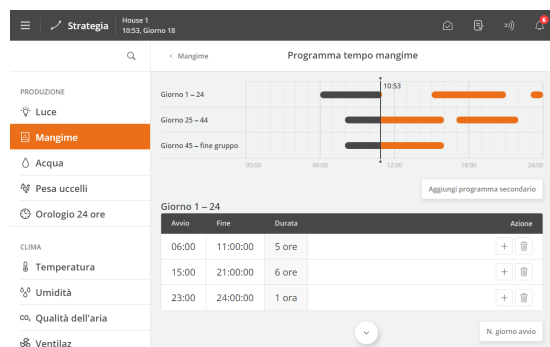 Strategia
House 1
10:53, Giorno 18
6
Mangime
Programma tempo mangime
PRODUZIONE
Luce
Mangime
Acqua
Pesa uccelli
Orologio 24 ore
CLIMA
Temperatura
Umidità
CO₂ Qualità dell'aria
Ventilaz
10:53
Giorno 1 – 24
Giorno 25 – 44
Giorno 45 – fine gruppo
00:00 06:00 12:00 18:00 24:00
Aggiungi programma secondario
Giorno 1 – 24
Avvio Fine Durata Azione
06:00 11:00:00 5 ore
15:00 21:00:00 6 ore
23:00 24:00:00 1 ora
N. giorno avvio